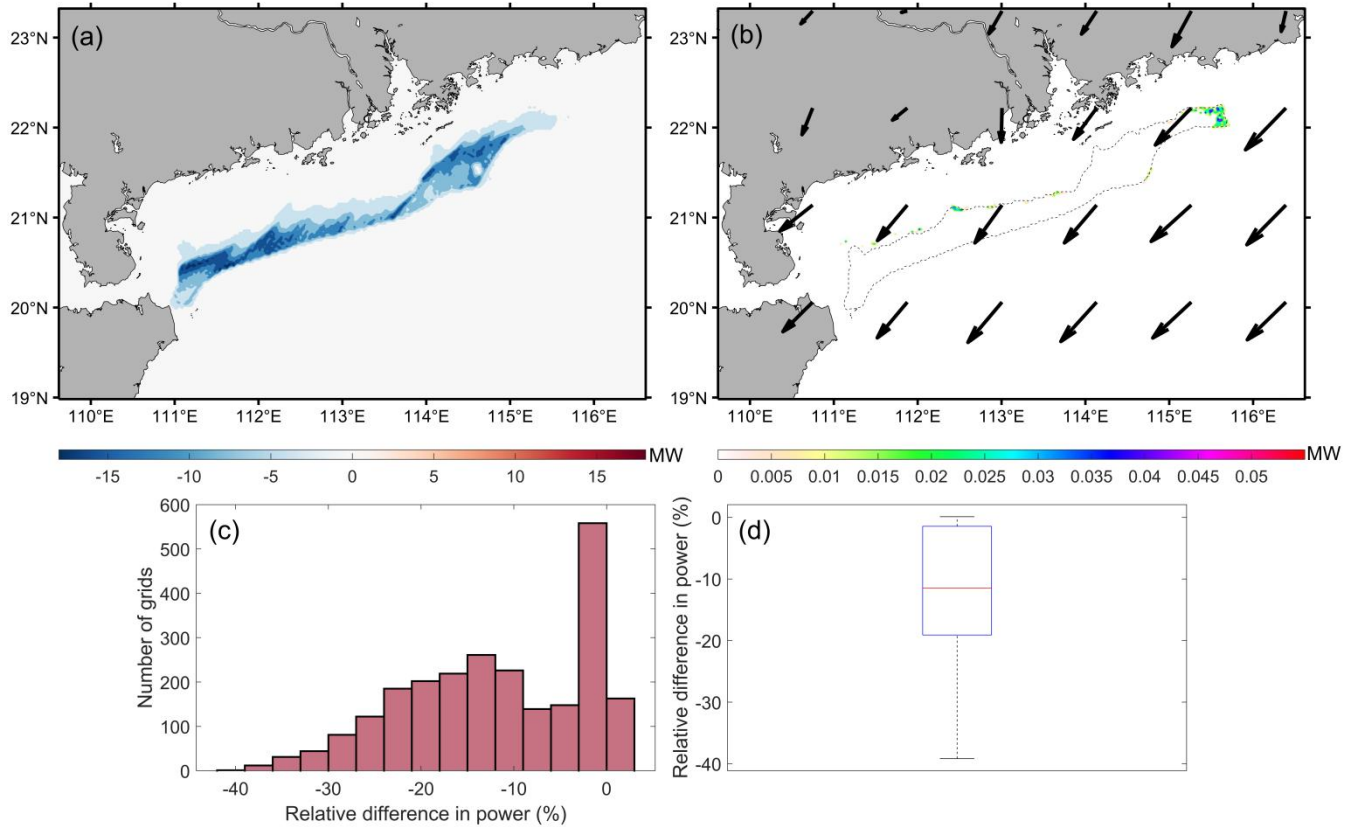 (a)
23°N
22°N
21°N
20°N
19°N
110°E 111°E 112°E 113°E 114°E 115°E 116°E
-15 -10 -5 0 5 10 15 MW
(b)
23°N
22°N
21°N
20°N
19°N
110°E 111°E 112°E 113°E 114°E 115°E 116°E
0 0.005 0.01 0.015 0.02 0.025 0.03 0.035 0.04 0.045 0.05 MW
(c)
Number of grids
600
500
400
300
200
100
0
-40 -30 -20 -10 0
Relative difference in power (%)
(d)
Relative difference in power (%)
0
-10
-20
-30
-40